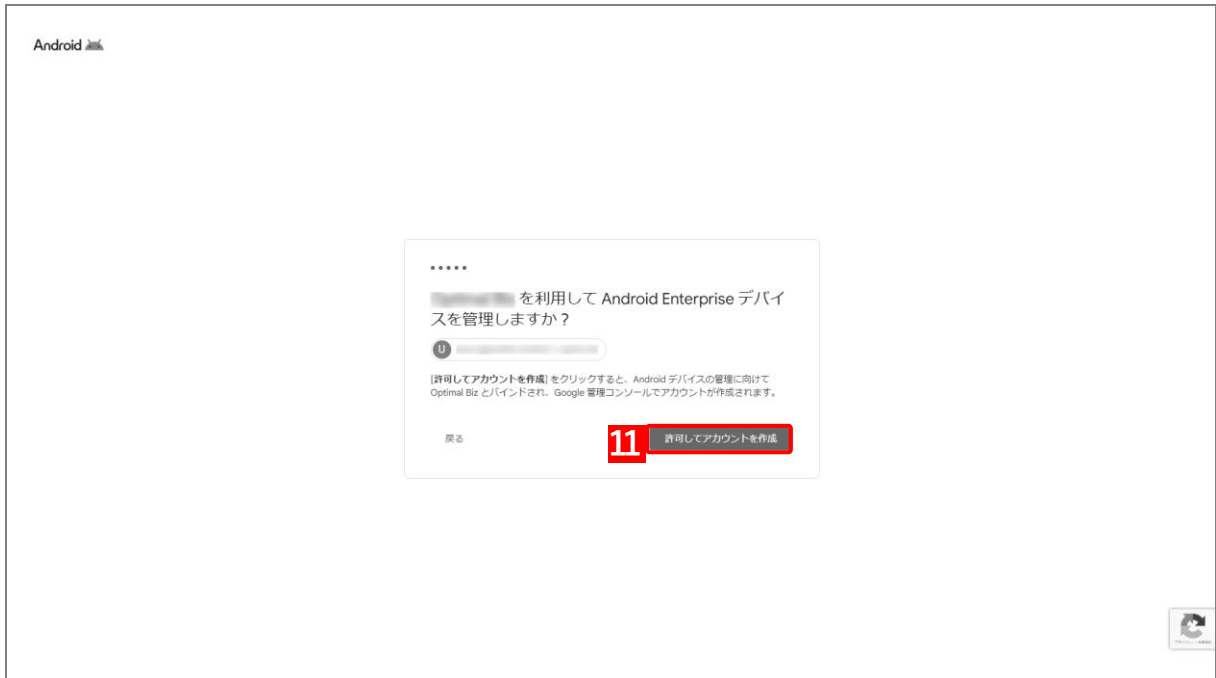 Android
を利用して Android Enterprise デバイ
スを管理しますか？
U
[許可してアカウントを作成] をクリックすると、Android デバイスの管理に向けて
Optimal Biz とバインドされ、Google 管理コンソールでアカウントが作成されます。
戻る
11
許可してアカウントを作成